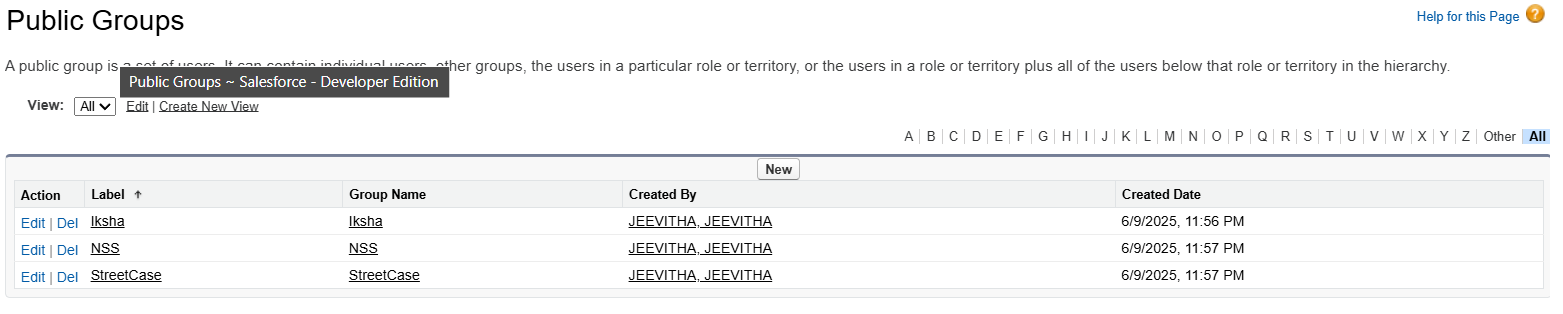 Public Groups
Help for this Page
A public group is a set of users. It can contain individual users, other groups, the users in a particular role or territory, or the users in a role or territory plus all of the users below that role or territory in the hierarchy.
Public Groups ~ Salesforce - Developer Edition
View: All Edit | Create New View
A | B | C | D | E | F | G | H | I | J | K | L | M | N | O | P | Q | R | S | T | U | V | W | X | Y | Z | Other | All
New
Action Label ↑ Group Name Created By Created Date
Edit | Del Iksha Iksha JEEVITHA, JEEVITHA 6/9/2025, 11:56 PM
Edit | Del NSS NSS JEEVITHA, JEEVITHA 6/9/2025, 11:57 PM
Edit | Del StreetCase StreetCase JEEVITHA, JEEVITHA 6/9/2025, 11:57 PM